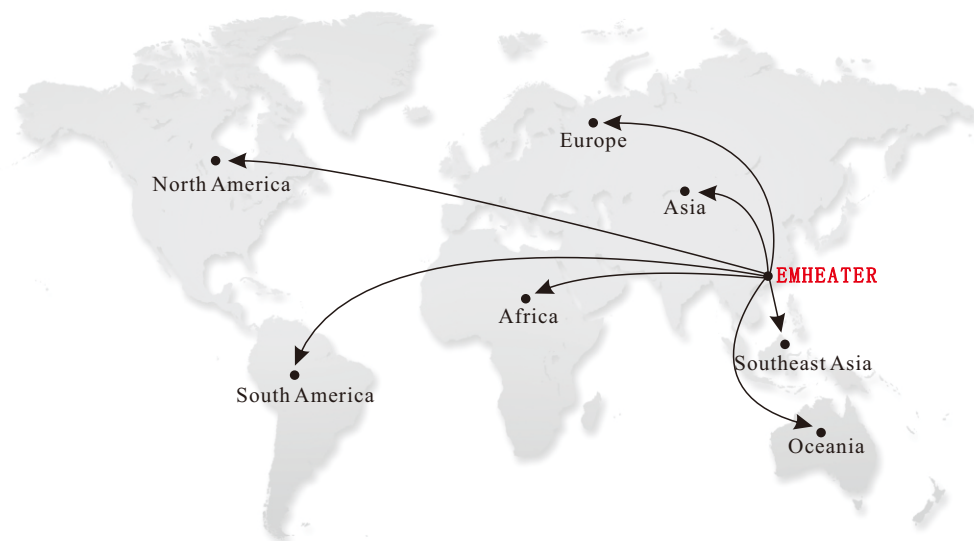 Europe
North America
Asia
EMHEATER
Africa
Southeast Asia
South America
Oceania